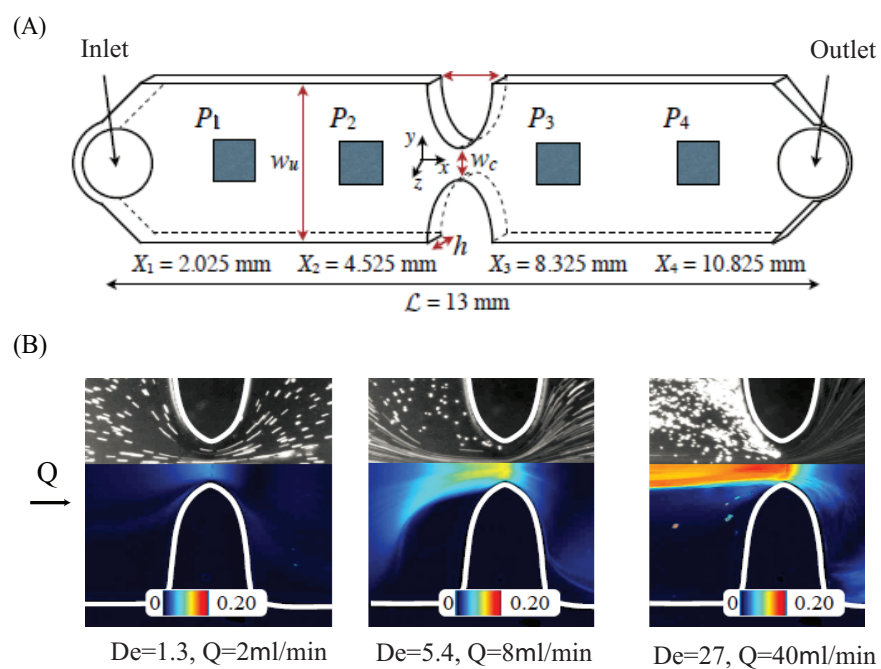 (A)
Inlet
Outlet
P1
P2
P3
P4
y
x
z
wu
wc
h
X1 = 2.025 mm
X2 = 4.525 mm
X3 = 8.325 mm
X4 = 10.825 mm
ℒ = 13 mm
(B)
Q
0
0.20
0
0.20
0
0.20
De=1.3, Q=2ml/min
De=5.4, Q=8ml/min
De=27, Q=40ml/min